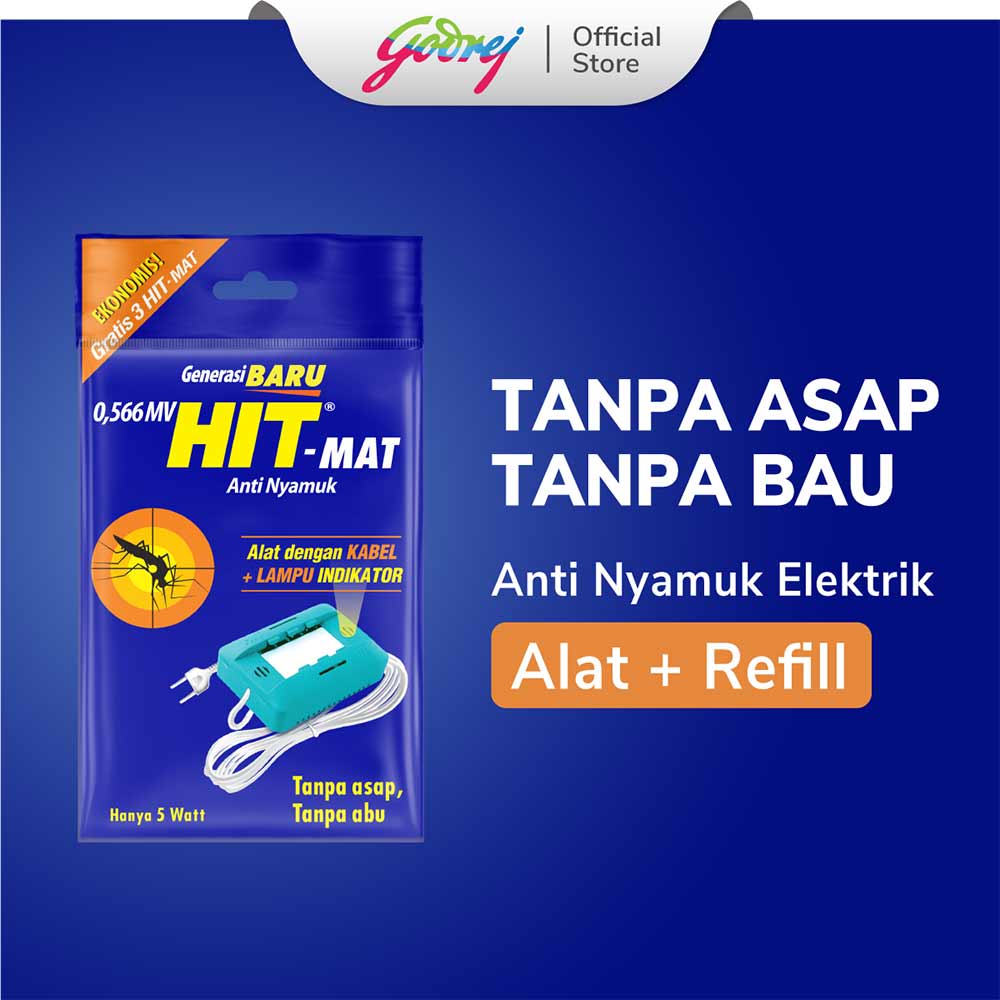 Godrej
Official
Store
EKONOMIS!
Gratis 3 HIT-MAT
Generasi BARU
0,566 MV
HIT®-MAT
Anti Nyamuk
Alat dengan KABEL
+ LAMPU INDIKATOR
Tanpa asap,
Tanpa abu
Hanya 5 Watt
TANPA ASAP
TANPA BAU
Anti Nyamuk Elektrik
Alat + Refill